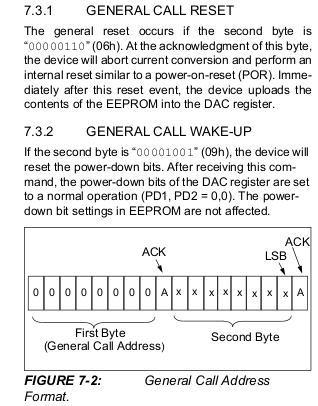 7.3.1 GENERAL CALL RESET
The general reset occurs if the second byte is
"00000110" (06h). At the acknowledgment of this byte,
the device will abort current conversion and perform an
internal reset similar to a power-on-reset (POR). Imme-
diately after this reset event, the device uploads the
contents of the EEPROM into the DAC register.
7.3.2 GENERAL CALL WAKE-UP
If the second byte is "00001001" (09h), the device will
reset the power-down bits. After receiving this com-
mand, the power-down bits of the DAC register are set
to a normal operation (PD1, PD2 = 0,0). The power-
down bit settings in EEPROM are not affected.
ACK
LSB
ACK
0 0 0 0 0 0 0 0 A x x x x x x x x A
First Byte
(General Call Address)
Second Byte
FIGURE 7-2: General Call Address
Format.